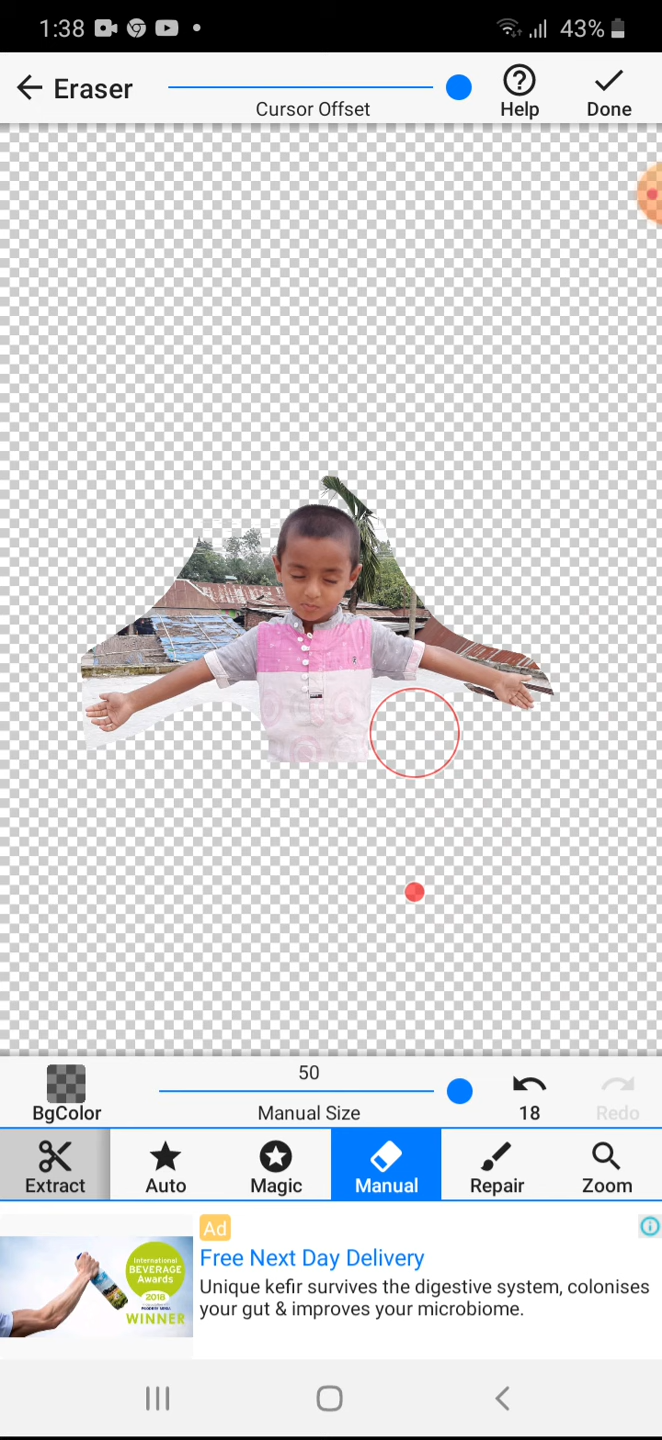 1:38
43%
Eraser
Cursor Offset
Help
Done
50
BgColor
Manual Size
18
Redo
Extract
Auto
Magic
Manual
Repair
Zoom
Ad
International
BEVERAGE
Awards
2018
WINNER
Free Next Day Delivery
Unique kefir survives the digestive system, colonises
your gut & improves your microbiome.